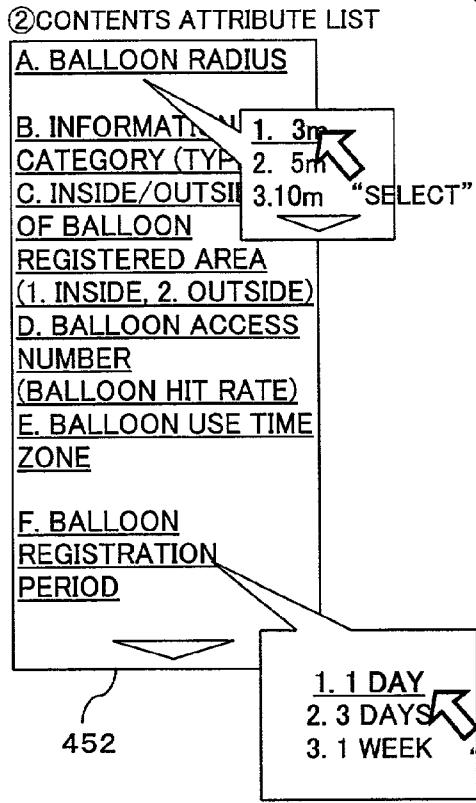 ②CONTENTS ATTRIBUTE LIST
A. BALLOON RADIUS
B. INFORMATION
CATEGORY (TYP
C. INSIDE/OUTSI
OF BALLOON
REGISTERED AREA
(1. INSIDE, 2. OUTSIDE)
D. BALLOON ACCESS
NUMBER
(BALLOON HIT RATE)
E. BALLOON USE TIME
ZONE
F. BALLOON
REGISTRATION
PERIOD
1. 3m
2. 5m
3.10m
“SELECT”
1. 1 DAY
2. 3 DAYS
3. 1 WEEK
452